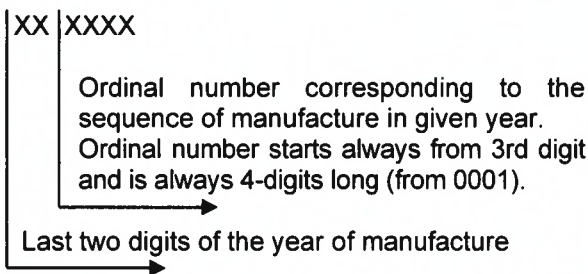 XX XXXX
Ordinal number corresponding to the
sequence of manufacture in given year.
Ordinal number starts always from 3rd digit
and is always 4-digits long (from 0001).
Last two digits of the year of manufacture